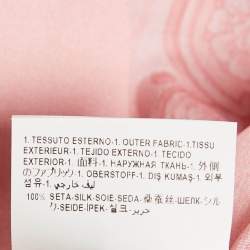 1. TESSUTO ESTERNO-1. OUTER FABRIC-1.TISSU
EXTERIEUR-1. TEJIDO EXTERNO-1. TECIDO
EXTERIOR-1. 面料-1. НАРУЖНАЯ ТКАНЬ-1. 外側
のファブリック-1. OBERSTOFF-1. DIŞ KUMAŞ-1. 외부
섬유-1. ليف خارجي .1
100% SETA-SILK-SOIE-SEDA-桑蚕丝-ШЕЛК-シル
ク-SEIDE-İPEK-실크-حرير